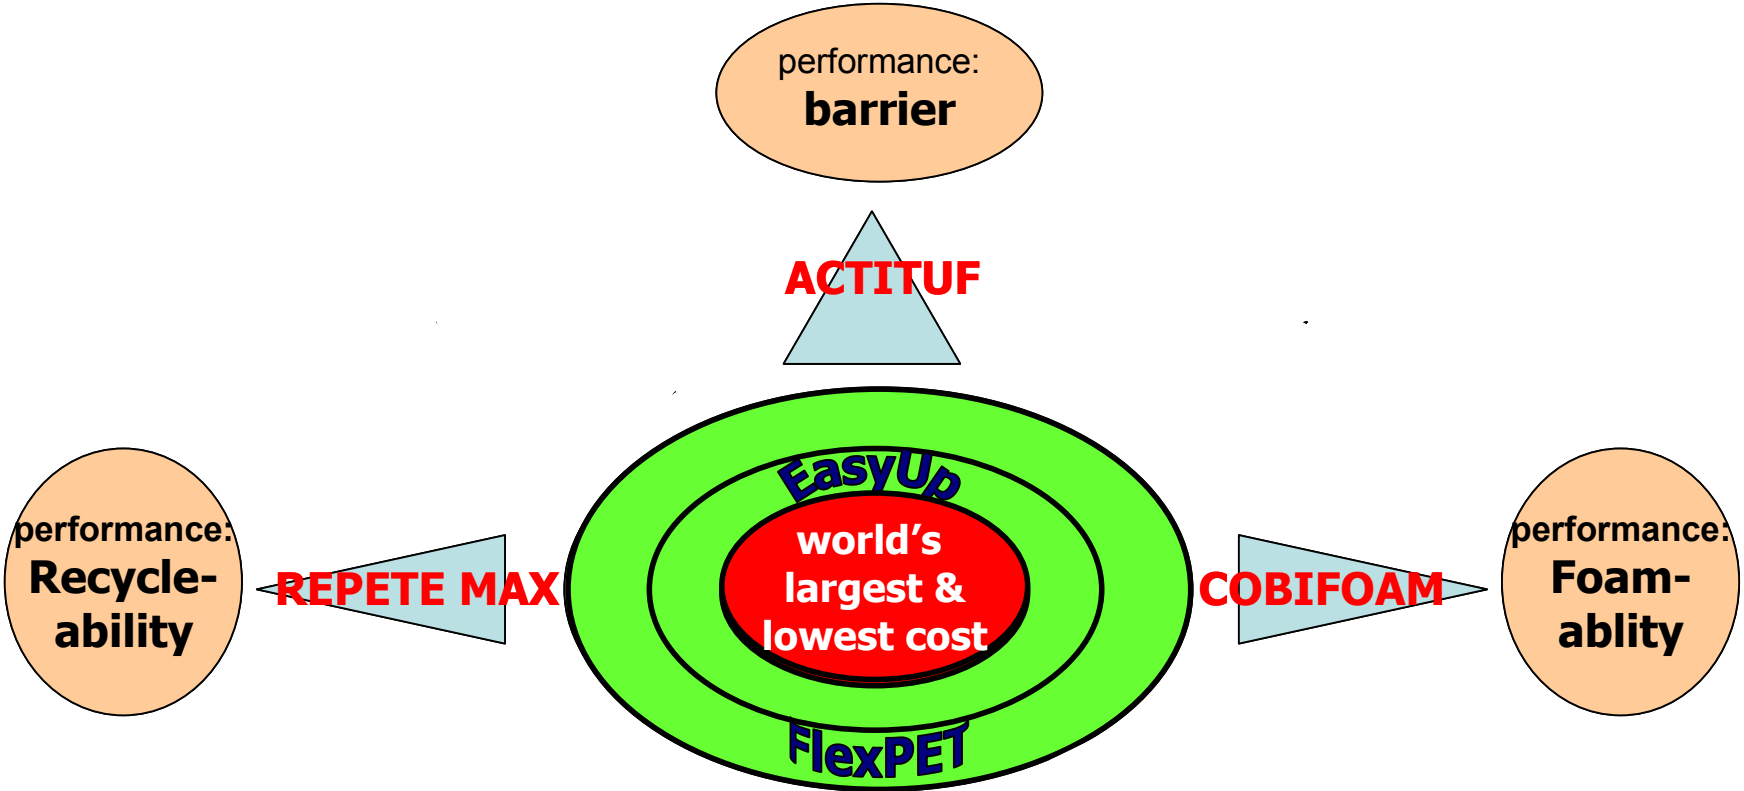 performance:
barrier
ACTITUF
EasyUp
world's
largest &
lowest cost
FlexPET
performance:
Recycle-
ability
REPETE MAX
COBIFOAM
performance:
Foam-
ablity